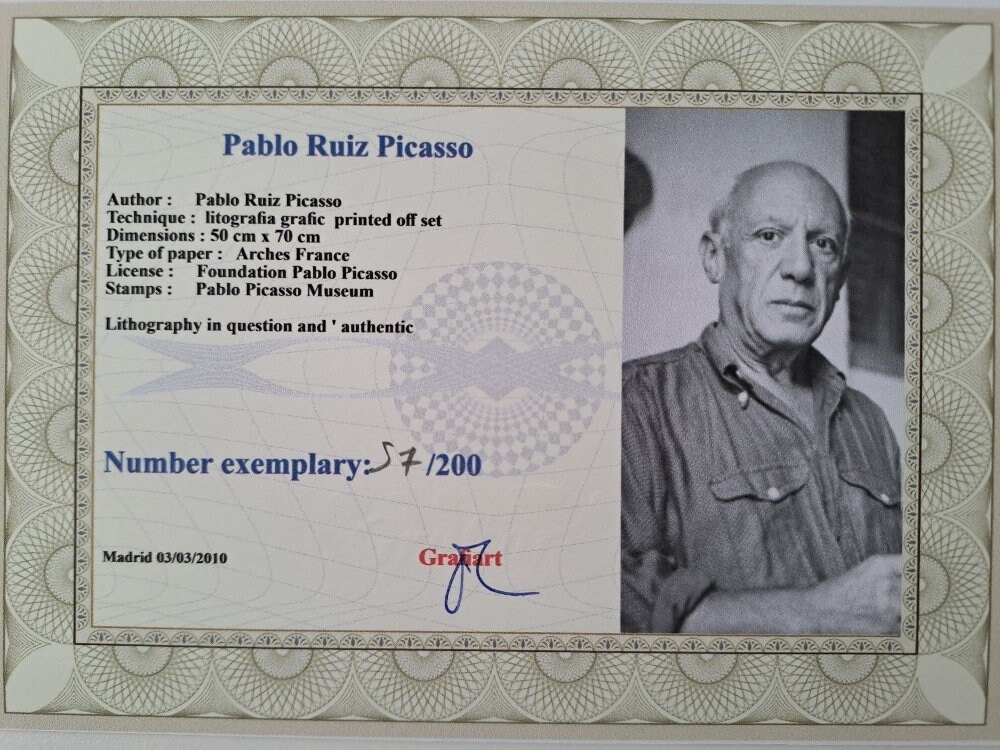 Pablo Ruiz Picasso
Author : Pablo Ruiz Picasso
Technique : litografia grafic printed off set
Dimensions : 50 cm x 70 cm
Type of paper : Arches France
License : Foundation Pablo Picasso
Stamps : Pablo Picasso Museum
Lithography in question and ' authentic
Number exemplary: 57 /200
Madrid 03/03/2010
Grafiart